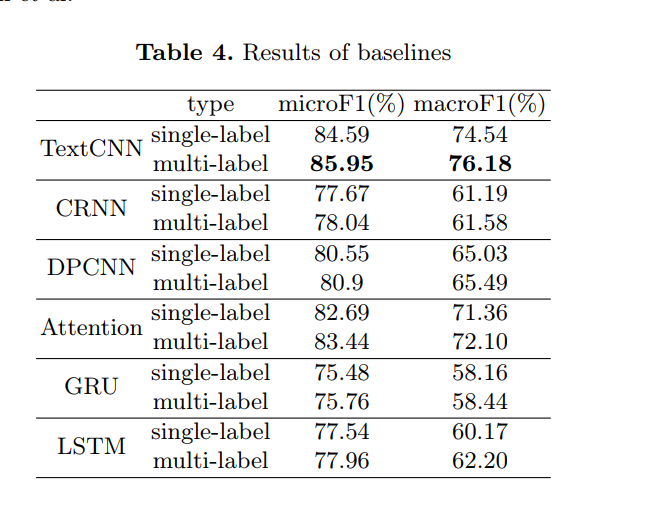 et al.
Table 4. Results of baselines
type microF1(%) macroF1(%)
TextCNN single-label 84.59 74.54
multi-label 85.95 76.18
CRNN single-label 77.67 61.19
multi-label 78.04 61.58
DPCNN single-label 80.55 65.03
multi-label 80.9 65.49
Attention single-label 82.69 71.36
multi-label 83.44 72.10
GRU single-label 75.48 58.16
multi-label 75.76 58.44
LSTM single-label 77.54 60.17
multi-label 77.96 62.20